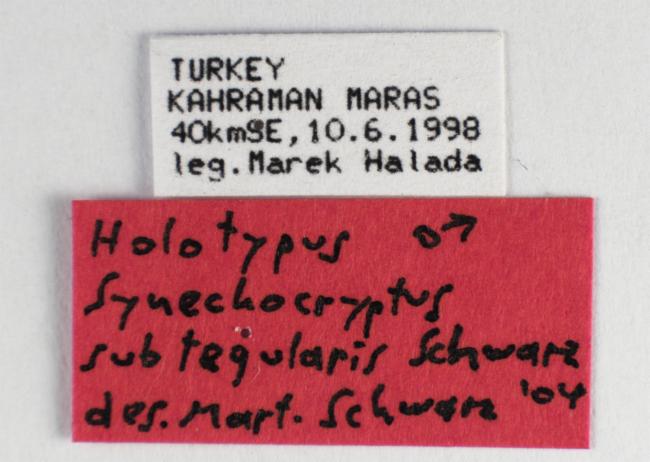 TURKEY
KAHRAMAN MARAS
40kmSE,10.6.1998
leg.Marek Halada
Holotypus ♂
Synechocryptus
subtegularis Schwarz
des. Mart. Schwarz '04